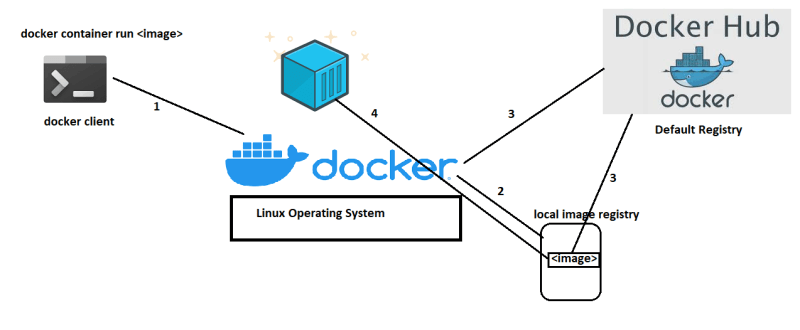 docker container run <image>
docker client
1
4
3
Docker Hub
docker
Default Registry
docker
2
3
Linux Operating System
local image registry
<image>